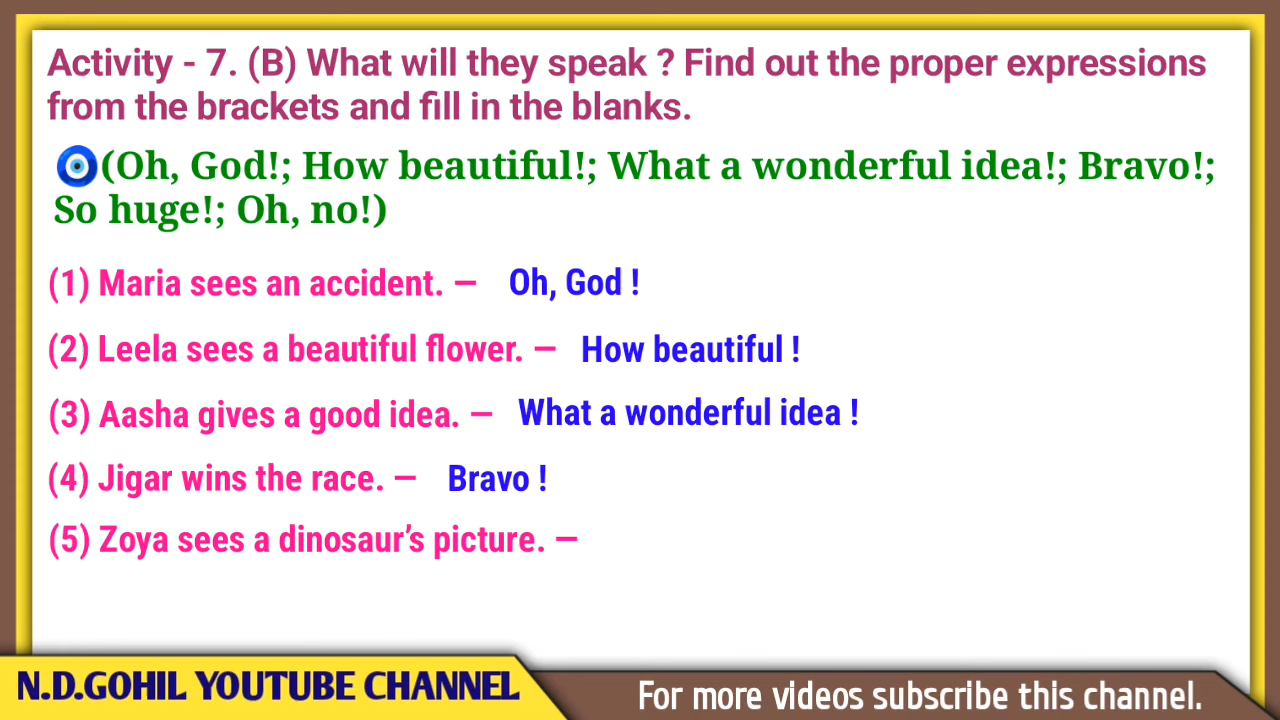 Activity - 7. (B) What will they speak ? Find out the proper expressions
from the brackets and fill in the blanks.
🧿(Oh, God!; How beautiful!; What a wonderful idea!; Bravo!;
So huge!; Oh, no!)
(1) Maria sees an accident. – Oh, God !
(2) Leela sees a beautiful flower. – How beautiful !
(3) Aasha gives a good idea. – What a wonderful idea !
(4) Jigar wins the race. – Bravo !
(5) Zoya sees a dinosaur’s picture. –
N.D.GOHIL YOUTUBE CHANNEL
For more videos subscribe this channel.